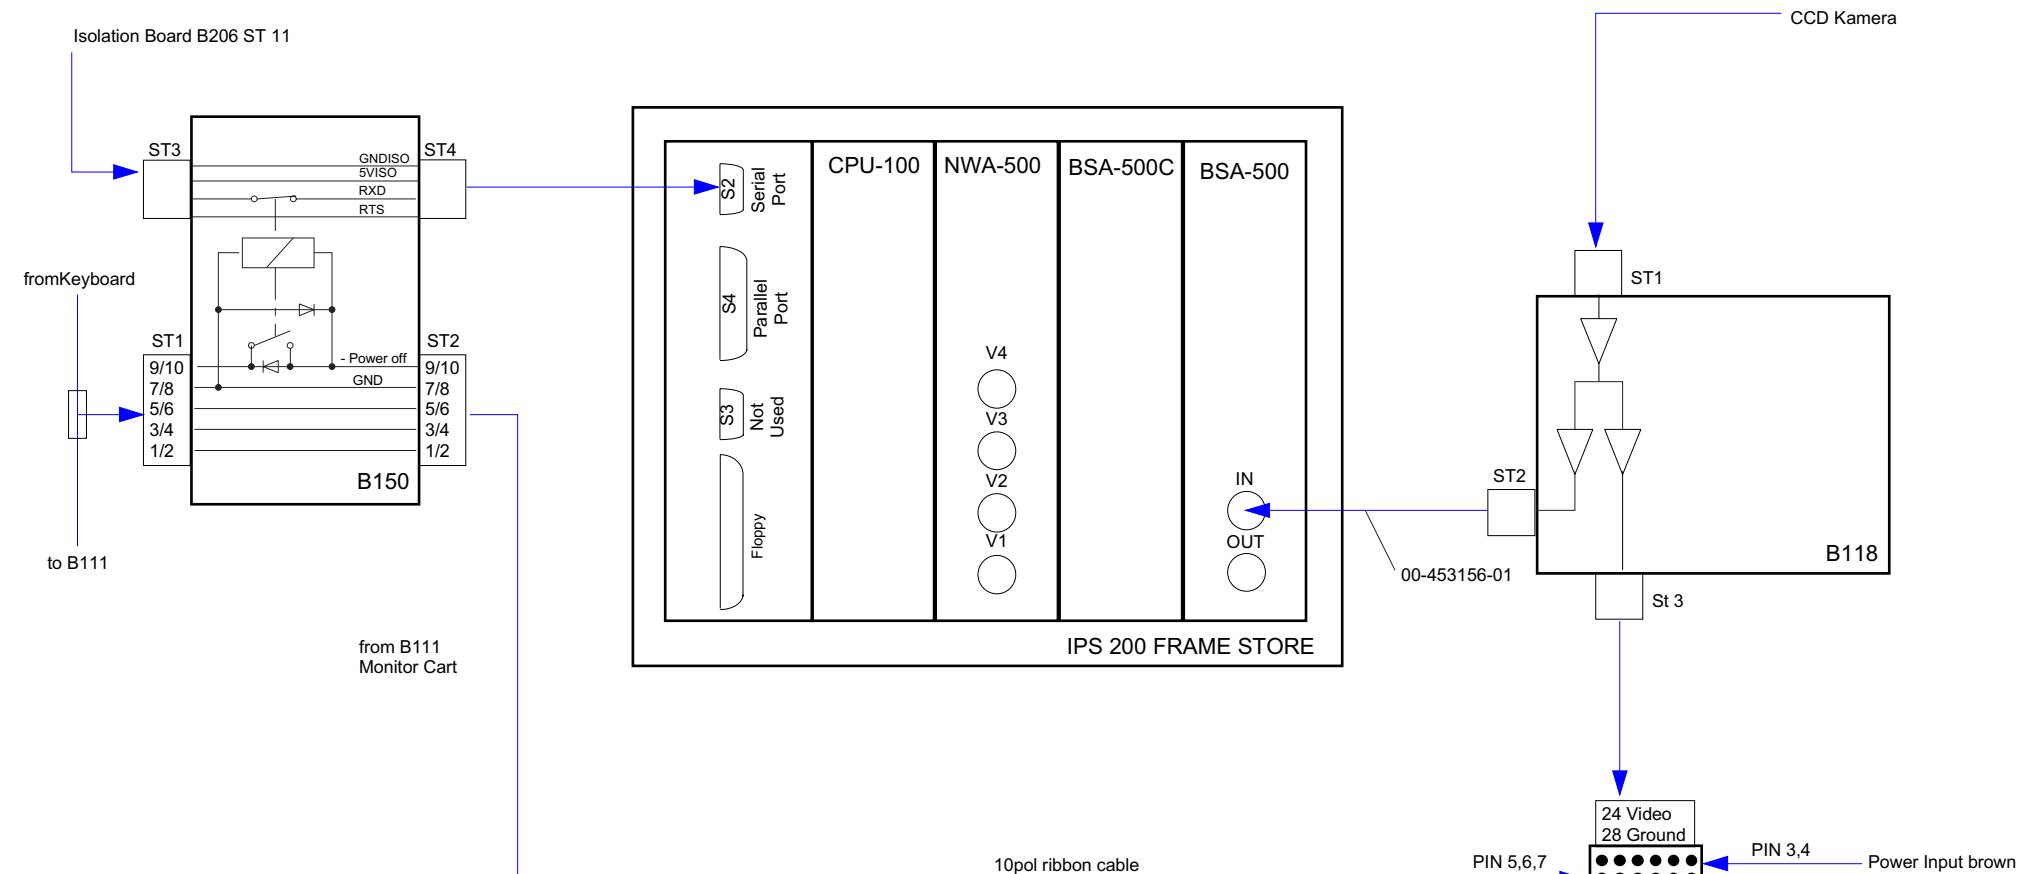 CCD Kamera
Isolation Board B206 ST 11
ST3
GNDISO
5VISO
RXD
RTS
ST4
fromKeyboard
ST1
9/10
7/8
5/6
3/4
1/2
- Power off
GND
ST2
9/10
7/8
5/6
3/4
1/2
B150
to B111
from B111
Monitor Cart
S2
Serial
Port
S4
Parallel
Port
S3
Not
Used
Floppy
CPU-100
NWA-500
V4
V3
V2
V1
BSA-500C
BSA-500
IN
OUT
IPS 200 FRAME STORE
ST1
ST2
B118
00-453156-01
St 3
24 Video
28 Ground
10pol ribbon cable
PIN 5,6,7
PIN 3,4
Power Input brown